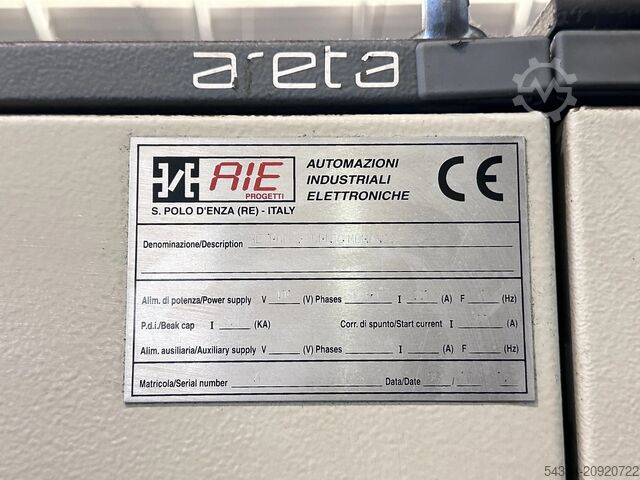 areta
AIE
PROGETTI
AUTOMAZIONI
INDUSTRIALI
ELETTRONICHE
CE
S. POLO D'ENZA (RE) - ITALY
Denominazione/Description
Alim. di potenza/Power supply V (V) Phases I (A) F (Hz)
P.d.i./Beak cap I (KA) Corr. di spunto/Start current I (A)
Alim. ausiliaria/Auxiliary supply V (V) Phases I (A) F (Hz)
Matricola/Serial number Data/Date / 
20920722